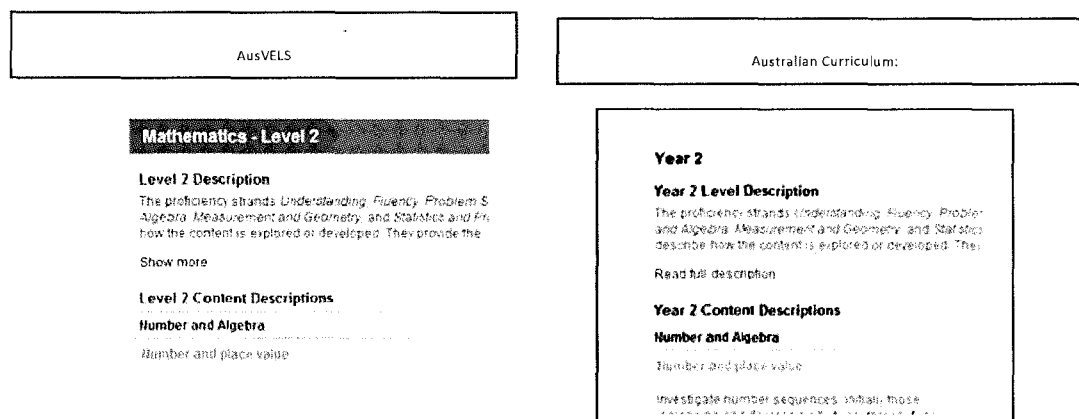 AusVELS
Mathematics - Level 2
Level 2 Description
The proficiency strands Understanding, Fluency, Problem S
Algebra, Measurement and Geometry, and Statistics and Pr
how the content is explored or developed. They provide the
Show more
Level 2 Content Descriptions
Number and Algebra
Number and place value
Australian Curriculum:
Year 2
Year 2 Level Description
The proficiency strands Understanding, Fluency, Problem
and Algebra, Measurement and Geometry, and Statistics
describe how the content is explored or developed. They
Read full description
Year 2 Content Descriptions
Number and Algebra
Number and place value
Investigate number sequences, initially those